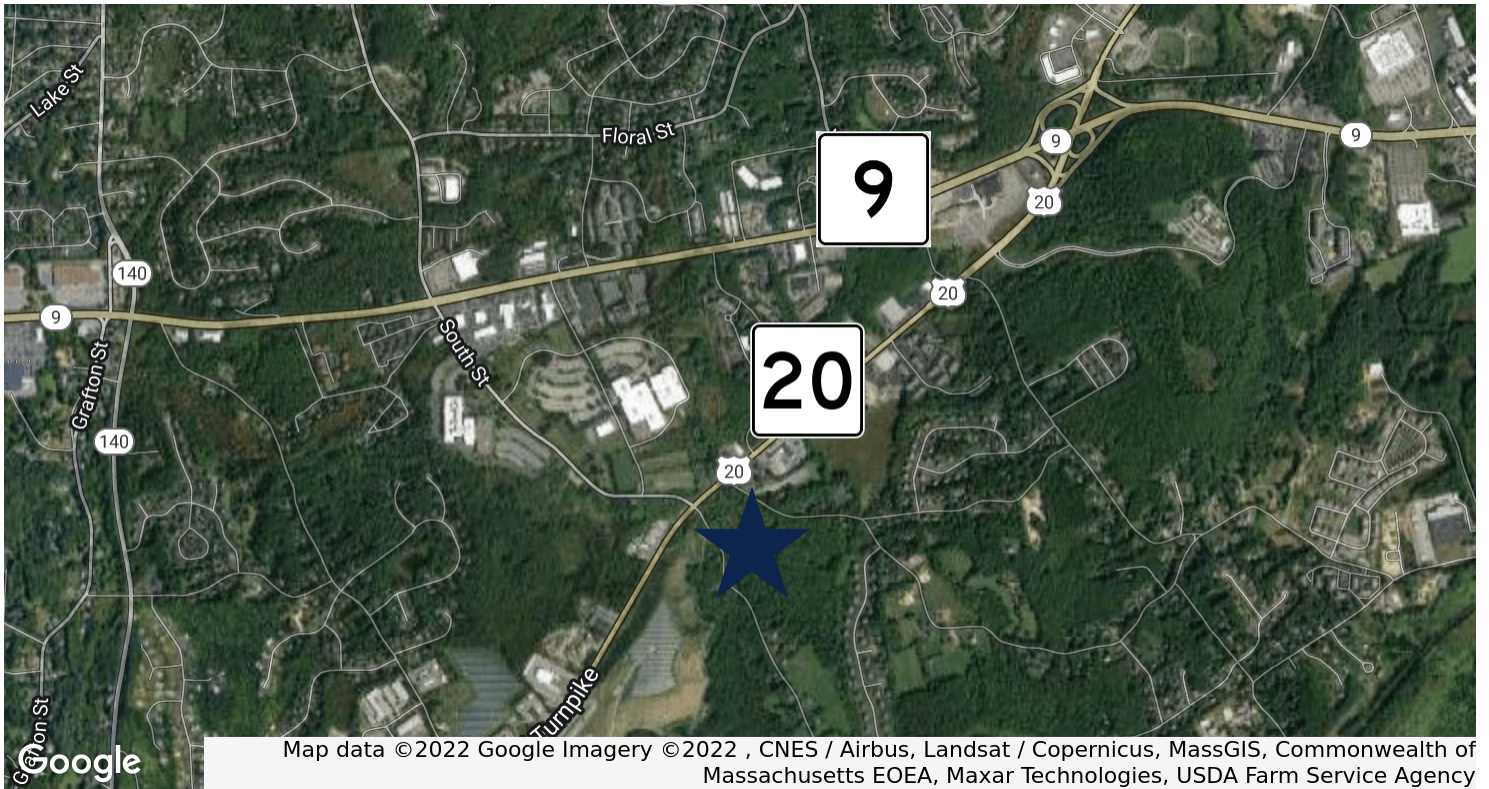 Lake St
Floral St
9
9
9
20
140
20
9
South St
20
Grafton St
140
20
Turnpike
Grafton St
Google
Map data ©2022 Google Imagery ©2022 , CNES / Airbus, Landsat / Copernicus, MassGIS, Commonwealth of
Massachusetts EOEA, Maxar Technologies, USDA Farm Service Agency